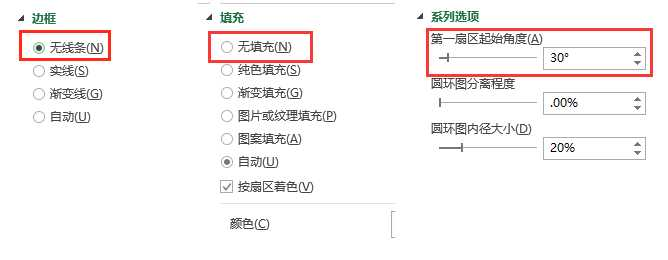 边框
无线条(N)
实线(S)
渐变线(G)
自动(U)
填充
无填充(N)
纯色填充(S)
渐变填充(G)
图片或纹理填充(P)
图案填充(A)
自动(U)
按扇区着色(V)
颜色(C)
系列选项
第一扇区起始角度(A)
30°
圆环图分离程度
.00%
圆环图内径大小(D)
20%